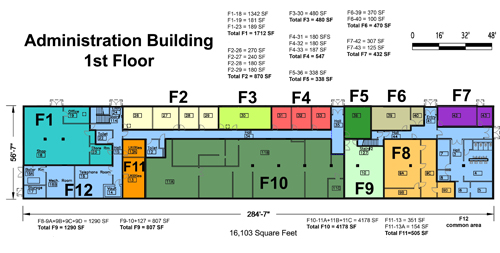 Administration Building
1st Floor
F1-18 = 1342 SF
F1-19 = 181 SF
F1-23 = 189 SF
Total F1 = 1712 SF
F2-26 = 270 SF
F2-27 = 240 SF
F2-28 = 180 SF
F2-29 = 180 SF
Total F2 = 870 SF
F3-30 = 480 SF
Total F3 = 480 SF
F4-31 = 180 SFS
F4-32 = 180 SF
F4-33 = 187 SF
Total F4 = 547
F5-36 = 338 SF
Total F5 = 338 SF
F6-39 = 370 SF
F6-40 = 100 SF
Total F6 = 470 SF
F7-42 = 307 SF
F7-43 = 125 SF
Total F7 = 432 SF
0 16' 32' 48'
F1
F2
F3
F4
F5
F6
F7
F8
F9
F10
F11
F12
56'-7"
284'-7"
16,103 Square Feet
F8-9A+9B+9C+9D = 1290 SF
Total F9 = 1290 SF
F9-10+127 = 807 SF
Total F9 = 807 SF
F10-11A+11B+11C = 4178 SF
Total F10 = 4178 SF
F11-13 = 351 SF
F11-13A = 154 SF
F11=505 SF
F12
common area